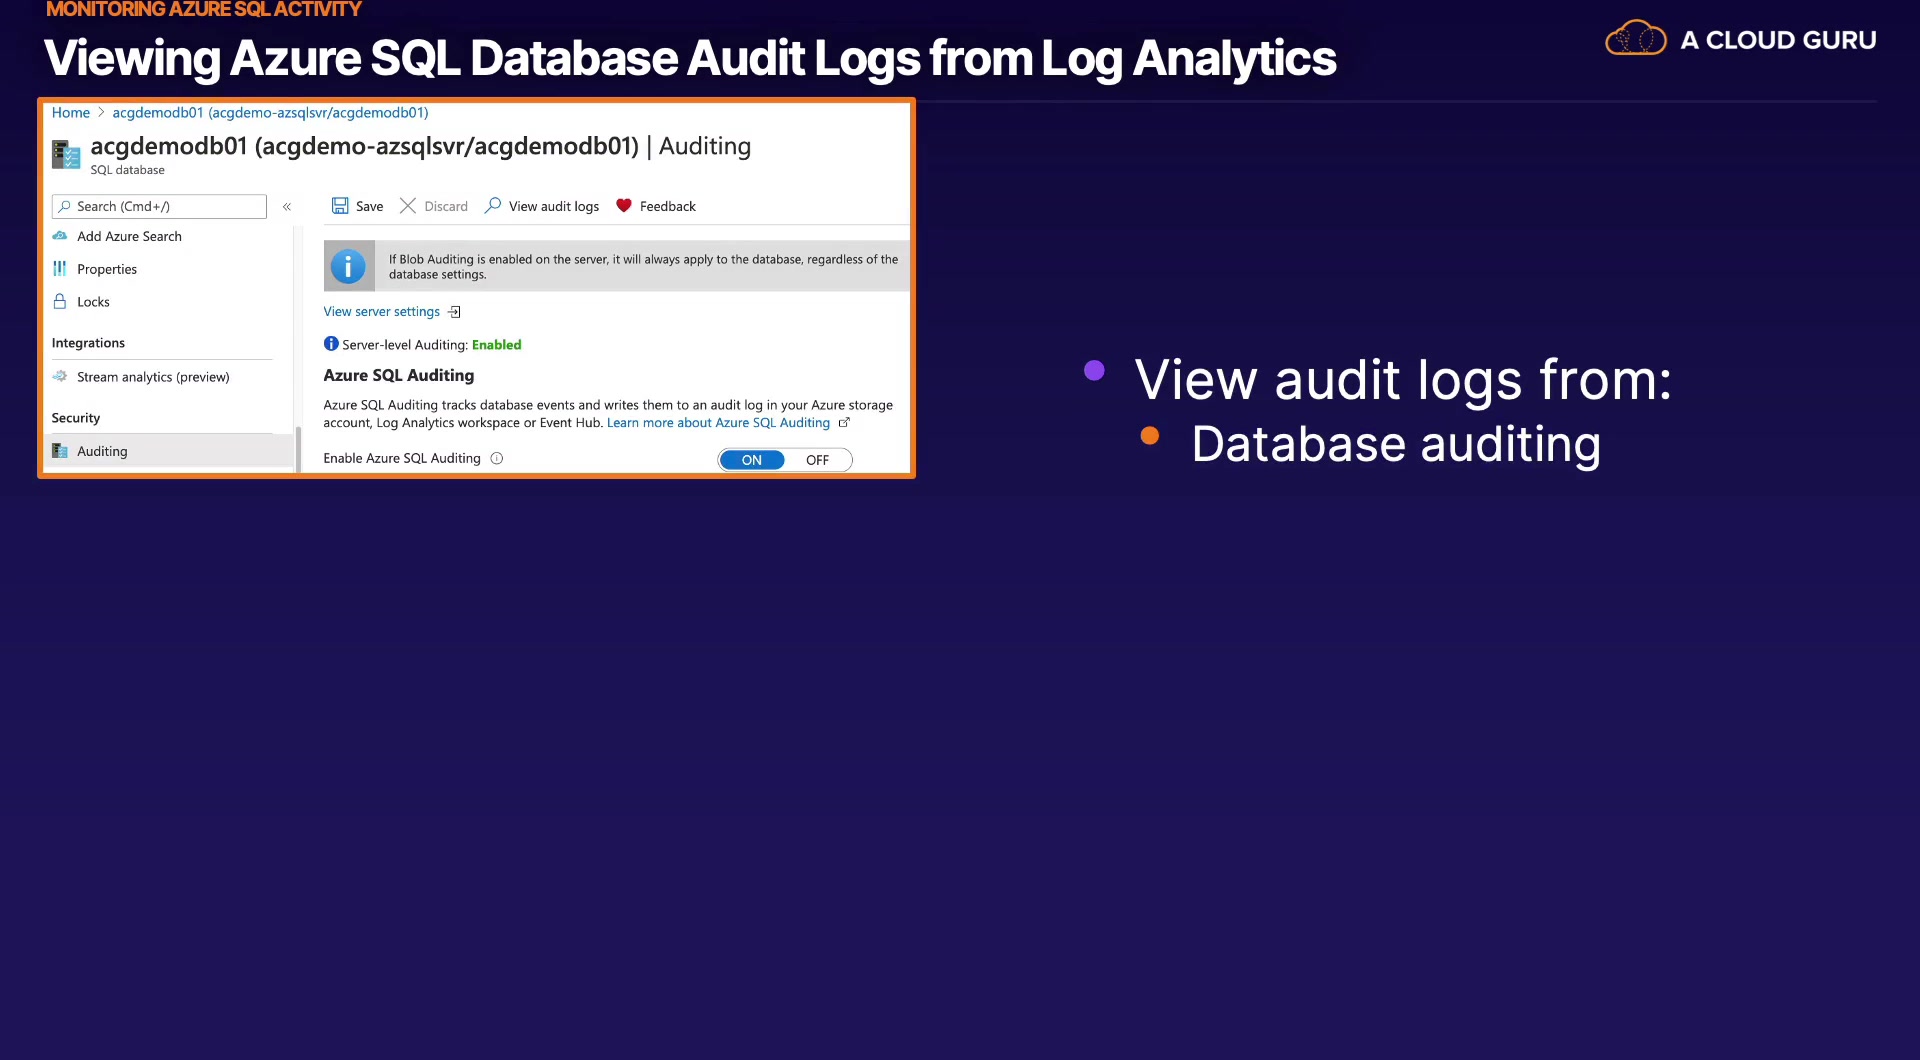 MONITORING AZURE SQL ACTIVITY
Viewing Azure SQL Database Audit Logs from Log Analytics
A CLOUD GURU
Home > acgdemodb01 (acgdemo-azsqlsvr/acgdemodb01)
acgdemodb01 (acgdemo-azsqlsvr/acgdemodb01) | Auditing
SQL database
Search (Cmd+/)
«
Save
Discard
View audit logs
Feedback
Add Azure Search
Properties
Locks
Integrations
Stream analytics (preview)
Security
Auditing
If Blob Auditing is enabled on the server, it will always apply to the database, regardless of the
database settings.
View server settings
Server-level Auditing: Enabled
Azure SQL Auditing
Azure SQL Auditing tracks database events and writes them to an audit log in your Azure storage
account, Log Analytics workspace or Event Hub. Learn more about Azure SQL Auditing
Enable Azure SQL Auditing
ON
OFF
View audit logs from:
Database auditing